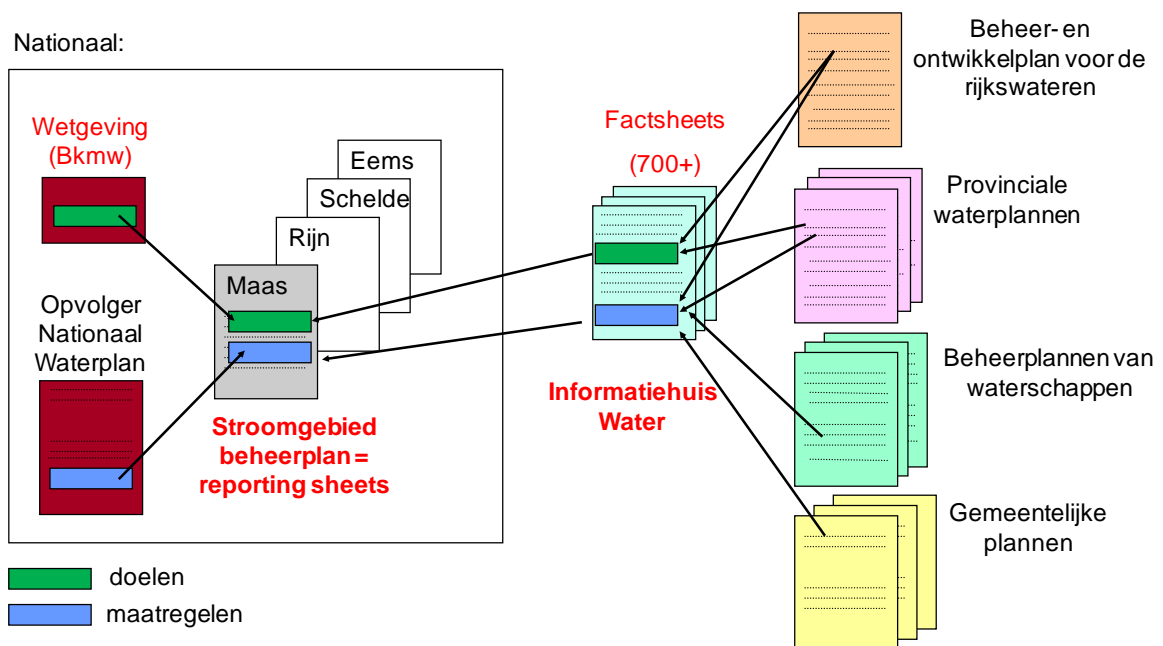 Nationaal:
Wetgeving
(Bkmw)
Opvolger
Nationaal
Waterplan
Eems
Schelde
Rijn
Maas
Stroomgebied
beheerplan =
reporting sheets
Factsheets
(700+)
Informatiehuis
Water
Beheer- en
ontwikkelplan voor de
rijkswateren
Provinciale
waterplannen
Beheerplannen van
waterschappen
Gemeentelijke
plannen
doelen
maatregelen